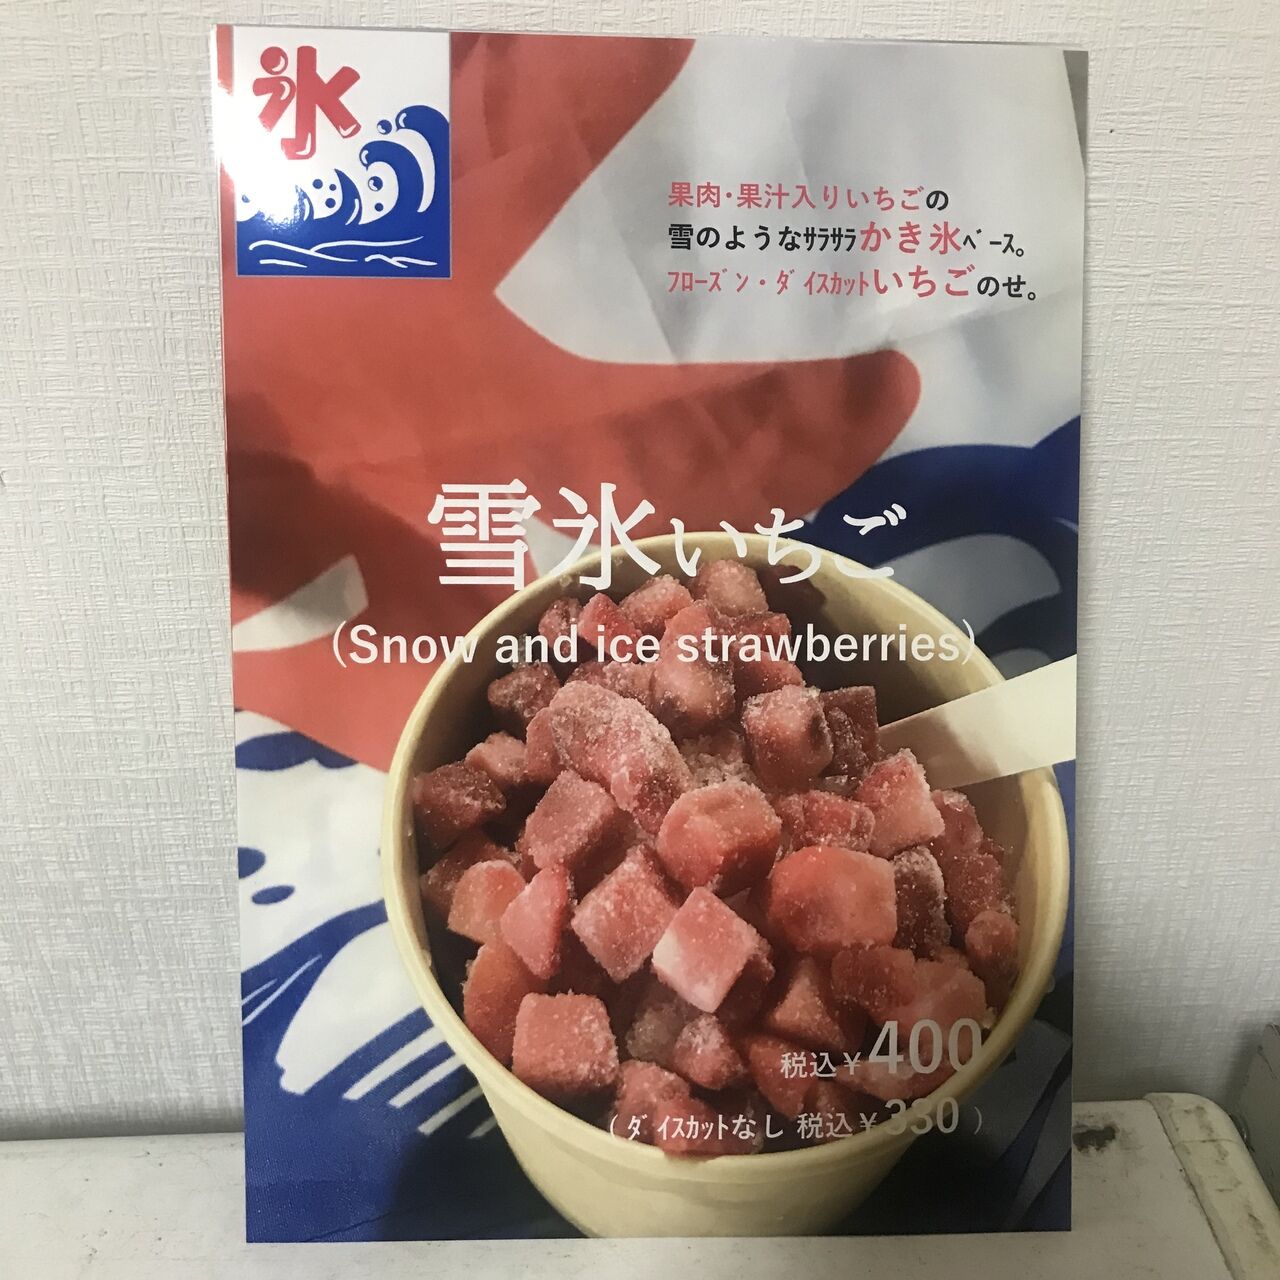 氷
果肉・果汁入りいちごの
雪のようなｻﾗｻﾗかき氷ﾍﾞｰｽ。
ﾌﾛｰｽﾞﾝ・ﾀﾞｲｽｶｯﾄいちごのせ。
雪氷いちご
(Snow and ice strawberries)
税込￥400
(ﾀﾞｲｽｶｯﾄなし 税込￥330)